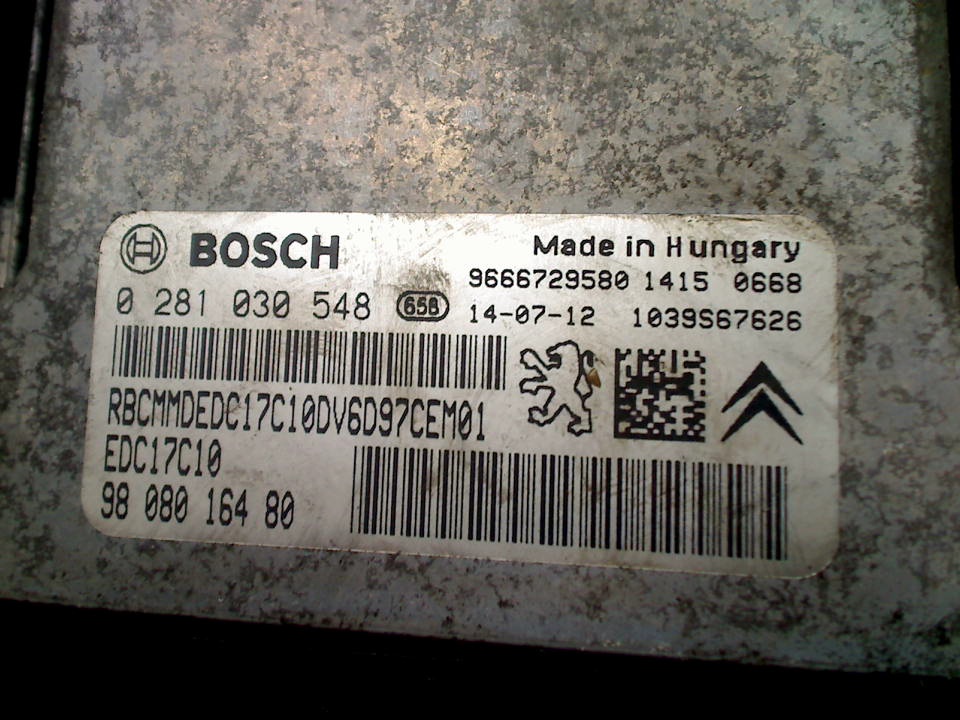 BOSCH
Made in Hungary
9666729580 1415 0668
0 281 030 548 658
14-07-12 1039S67626
RBCMMDEDC17C10DV6D97CEM01
EDC17C10
98 080 164 80